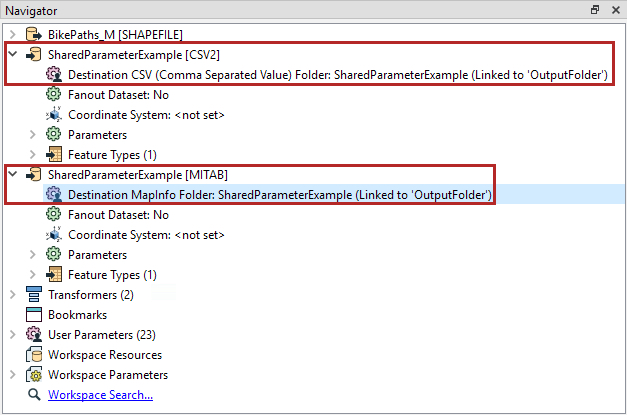 Navigator
BikePaths_M [SHAPEFILE]
SharedParameterExample [CSV2]
Destination CSV (Comma Separated Value) Folder: SharedParameterExample (Linked to 'OutputFolder')
Fanout Dataset: No
Coordinate System: <not set>
Parameters
Feature Types (1)
SharedParameterExample [MITAB]
Destination MapInfo Folder: SharedParameterExample (Linked to 'OutputFolder')
Fanout Dataset: No
Coordinate System: <not set>
Parameters
Feature Types (1)
Transformers (2)
Bookmarks
User Parameters (23)
Workspace Resources
Workspace Parameters
Workspace Search...